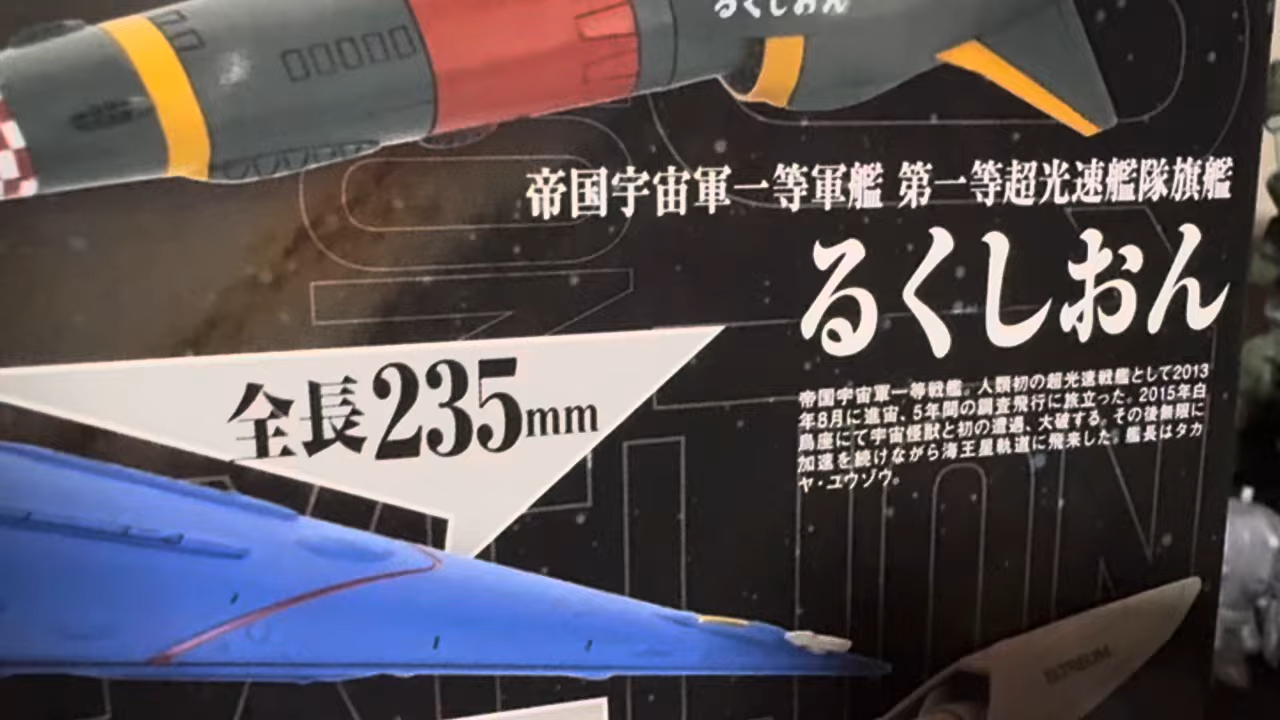 るくしおん
帝国宇宙軍一等軍艦 第一等超光速艦隊旗艦
るくしおん
全長235mm
帝国宇宙軍一等戦艦。人類初の超光速戦艦として2013
年8月に進宙、5年間の調査飛行に旅立った。2015年白
鳥座にて宇宙怪獣と初の遭遇、大破する。その後無限に
加速を続けながら海王星軌道に飛来した。艦長はタカ
ヤ・ユウゾウ。
ELTREUM